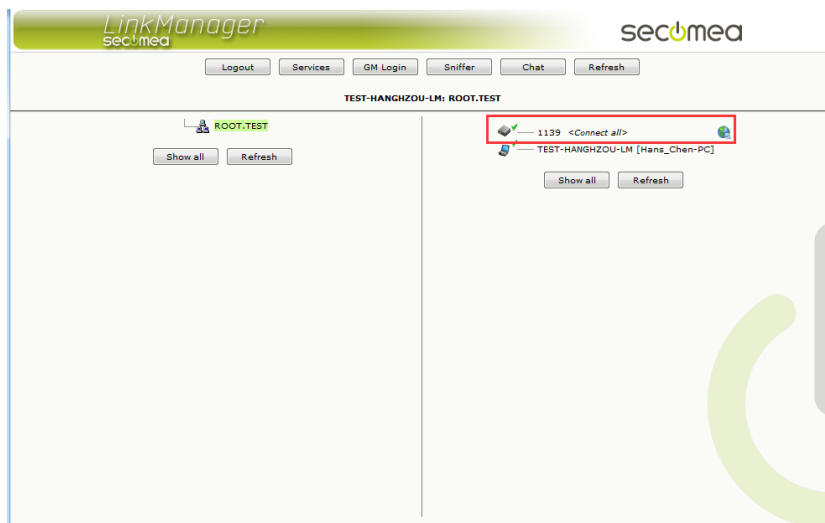 LinkManager
secomea
secomea
Logout Services GM Login Sniffer Chat Refresh
TEST-HANGHZOU-LM: ROOT.TEST
ROOT.TEST
Show all Refresh
1139 <Connect all>
TEST-HANGHZOU-LM [Hans_Chen-PC]
Show all Refresh